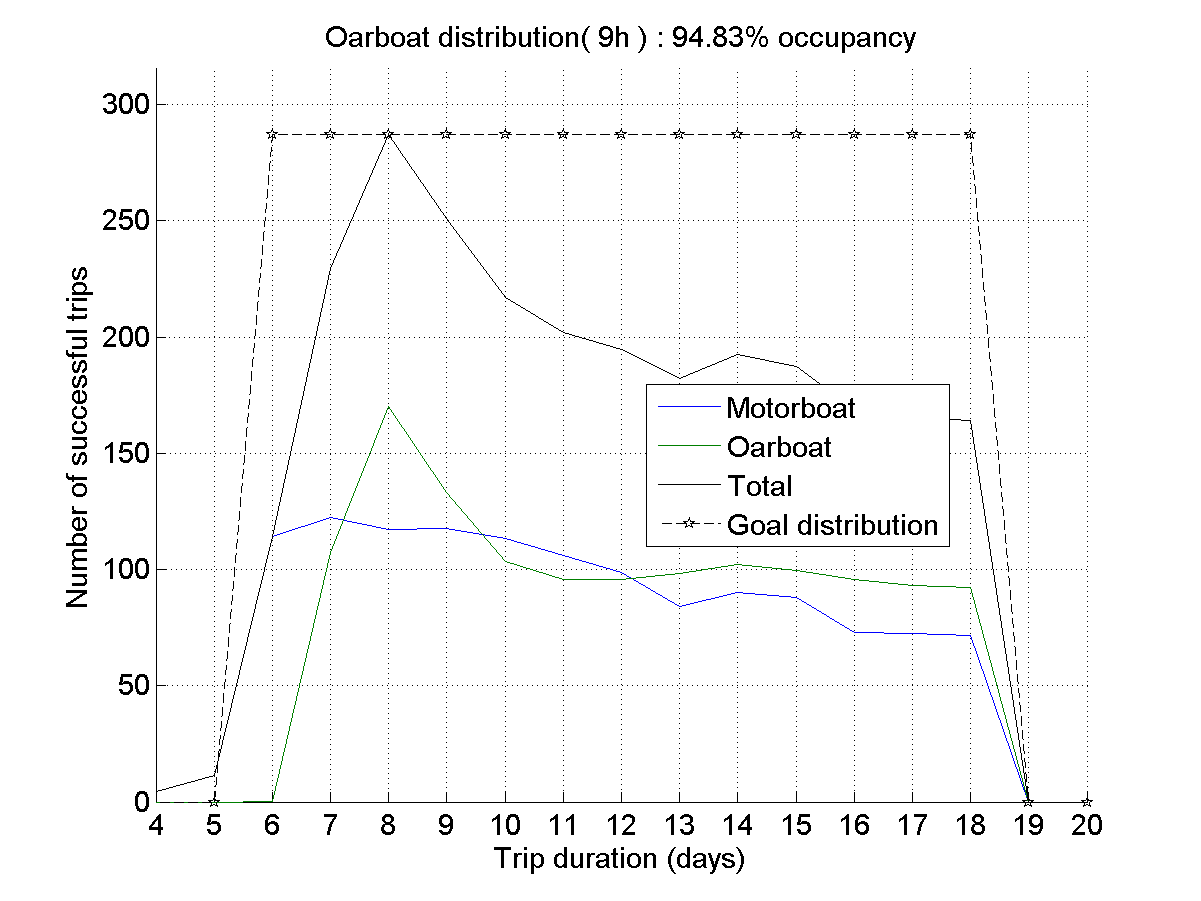 Oarboat distribution( 9h ) : 94.83% occupancy
Number of successful trips
300
250
200
150
100
50
0
Motorboat
Oarboat
Total
Goal distribution
4 5 6 7 8 9 10 11 12 13 14 15 16 17 18 19 20
Trip duration (days)